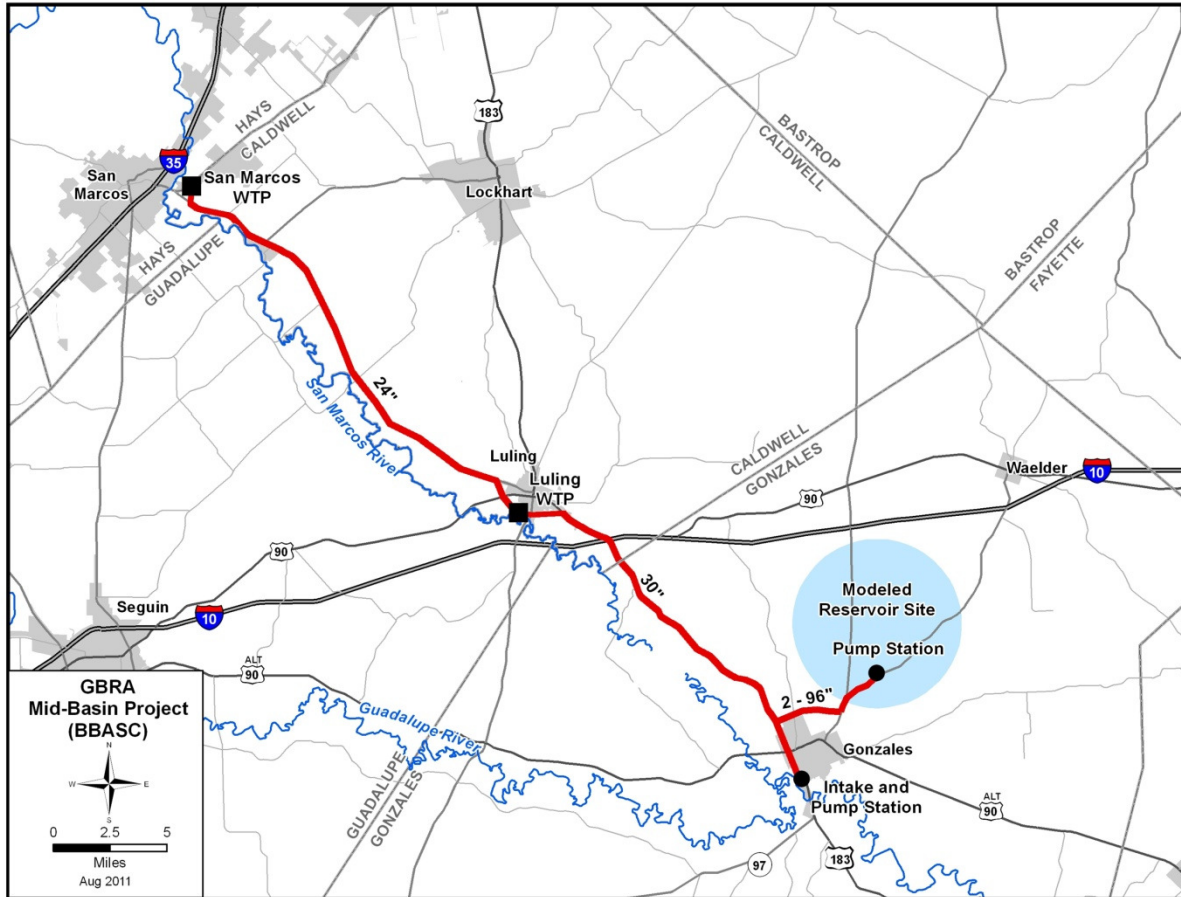 183
HAYS
CALDWELL
BASTROP
CALDWELL
35
San
Marcos
San Marcos
WTP
Lockhart
HAYS
GUADALUPE
BASTROP
FAYETTE
24"
San Marcos River
Luling
Luling
WTP
CALDWELL
GONZALES
Waelder
10
90
90
30"
Seguin
10
Modeled
Reservoir Site
Pump Station
ALT
90
2 - 96"
Guadalupe River
Gonzales
GUADALUPE
GONZALES
Intake and
Pump Station
ALT
90
97
183
GBRA
Mid-Basin Project
(BBASC)
N
W
E
S
0
2.5
5
Miles
Aug 2011